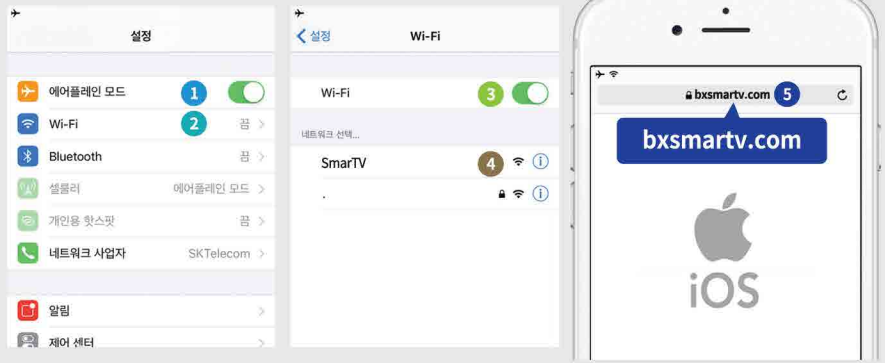 설정
에어플레인 모드 1
Wi-Fi 2 끔
Bluetooth 끔
셀룰러 에어플레인 모드
개인용 핫스팟 끔
네트워크 사업자 SKTelecom
알림
제어 센터
설정 Wi-Fi
Wi-Fi 3
네트워크 선택...
SmarTV 4
.
bxsmartv.com 5
bxsmartv.com
iOS